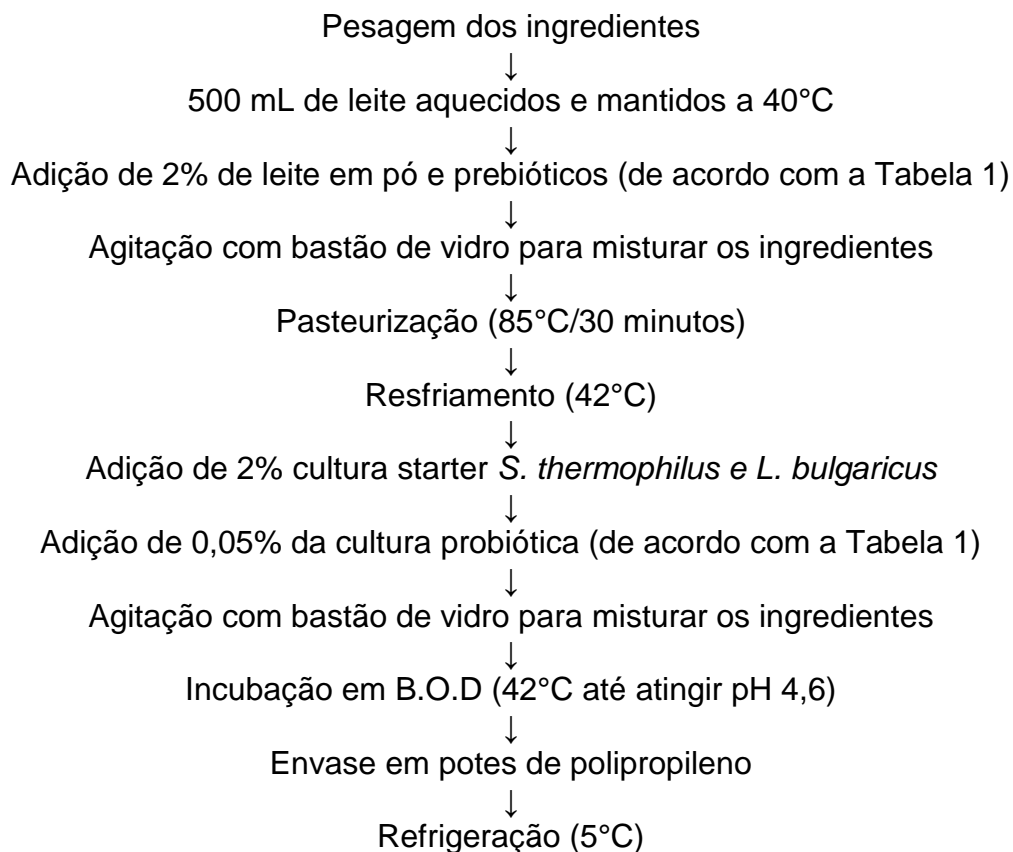 Pesagem dos ingredientes
↓
500 mL de leite aquecidos e mantidos a 40°C
↓
Adição de 2% de leite em pó e prebióticos (de acordo com a Tabela 1)
↓
Agitação com bastão de vidro para misturar os ingredientes
↓
Pasteurização (85°C/30 minutos)
↓
Resfriamento (42°C)
↓
Adição de 2% cultura starter S. thermophilus e L. bulgaricus
↓
Adição de 0,05% da cultura probiótica (de acordo com a Tabela 1)
↓
Agitação com bastão de vidro para misturar os ingredientes
↓
Incubação em B.O.D (42°C até atingir pH 4,6)
↓
Envase em potes de polipropileno
↓
Refrigeração (5°C)